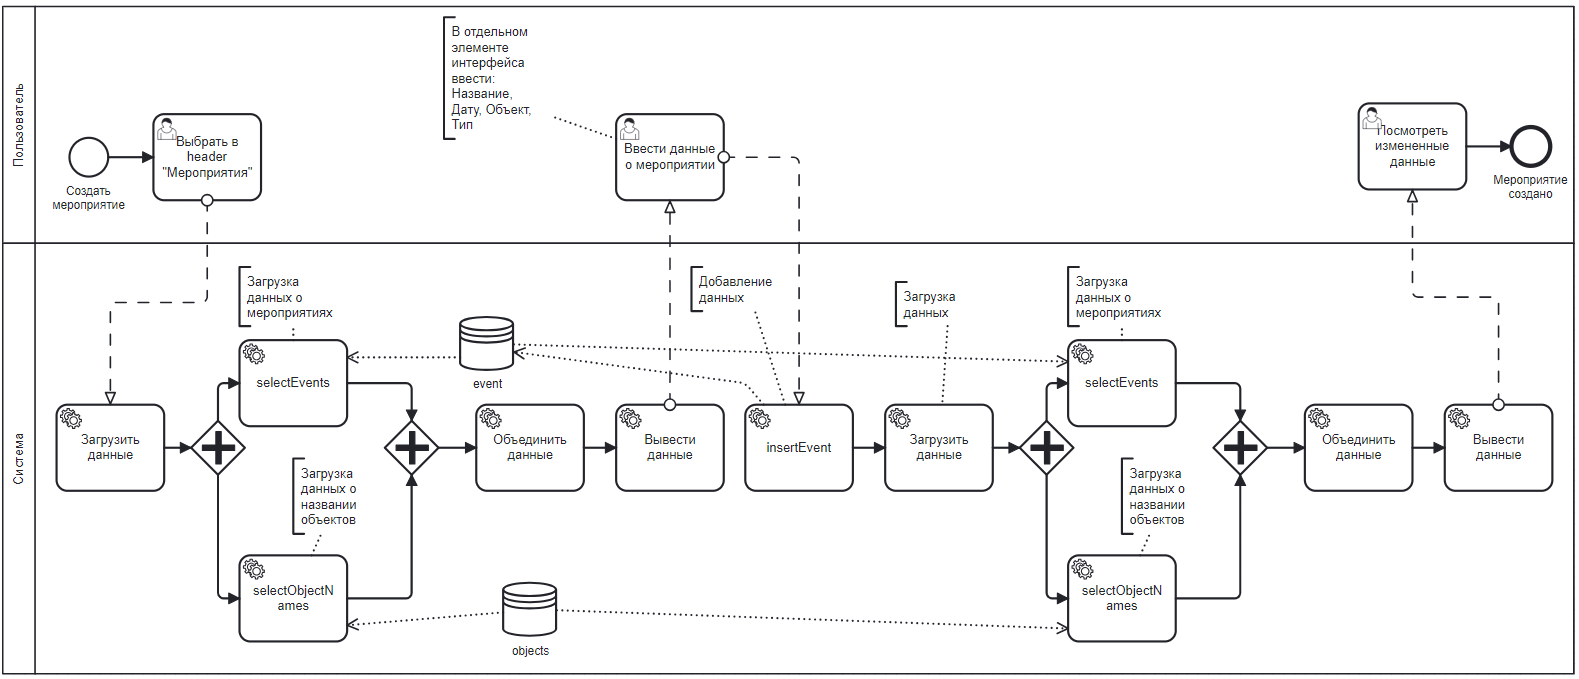 Пользователь
Создать
мероприятие
Выбрать в
header
"Мероприятия"
В отдельном
элементе
интерфейса
ввести:
Название,
Дату, Объект,
Тип
Ввести данные
о мероприятии
Посмотреть
измененные
данные
Мероприятие
создано
Система
Загрузить
данные
Загрузка
данных о
мероприятиях
selectEvents
Загрузка
данных о
названии
объектов
selectObjectN
ames
event
objects
Объединить
данные
Вывести
данные
Добавление
данных
insertEvent
Загрузка
данных
Загрузить
данные
Загрузка
данных о
мероприятиях
selectEvents
Загрузка
данных о
названии
объектов
selectObjectN
ames
Объединить
данные
Вывести
данные